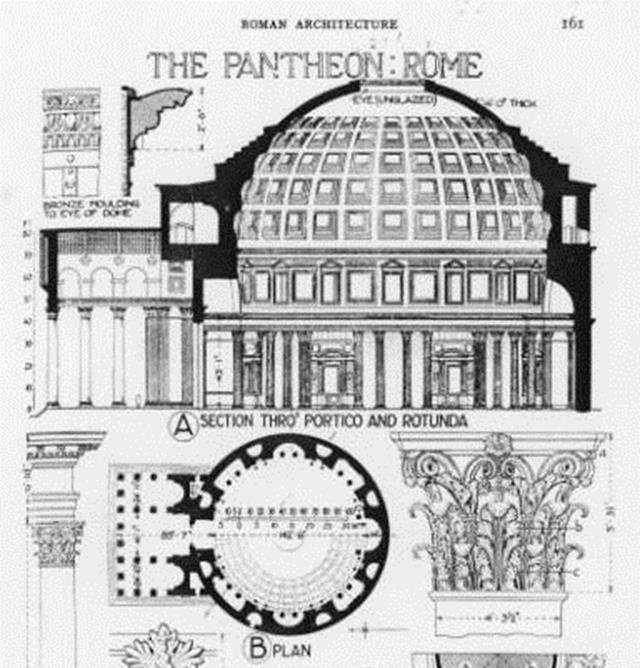 ROMAN ARCHITECTURE 161
THE PANTHEON: ROME
EYE (UNGLAZED)
THICK
BRONZE MOULDING
TO EYE OF DOME
A SECTION THRO' PORTICO AND ROTUNDA
B PLAN